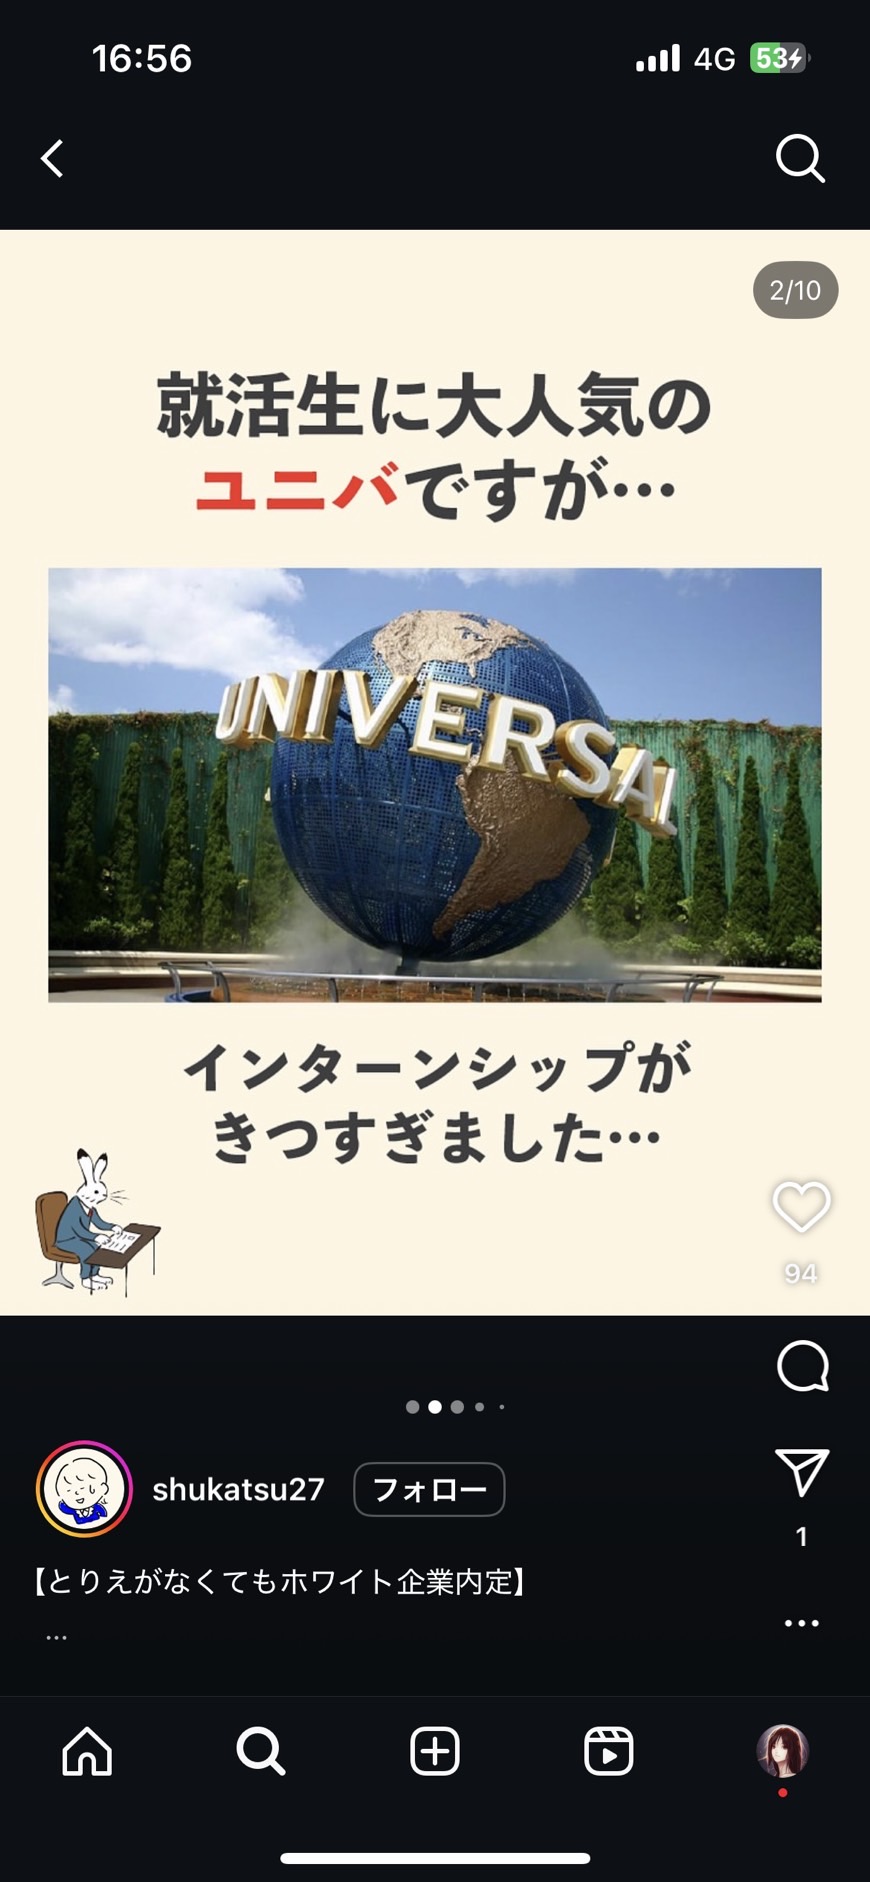 16:56
4G
53
2/10
就活生に大人気の
ユニバですが…
UNIVERSAL
インターンシップが
きつすぎました…
94
shukatsu27
フォロー
1
【とりえがなくてもホワイト企業内定】
...